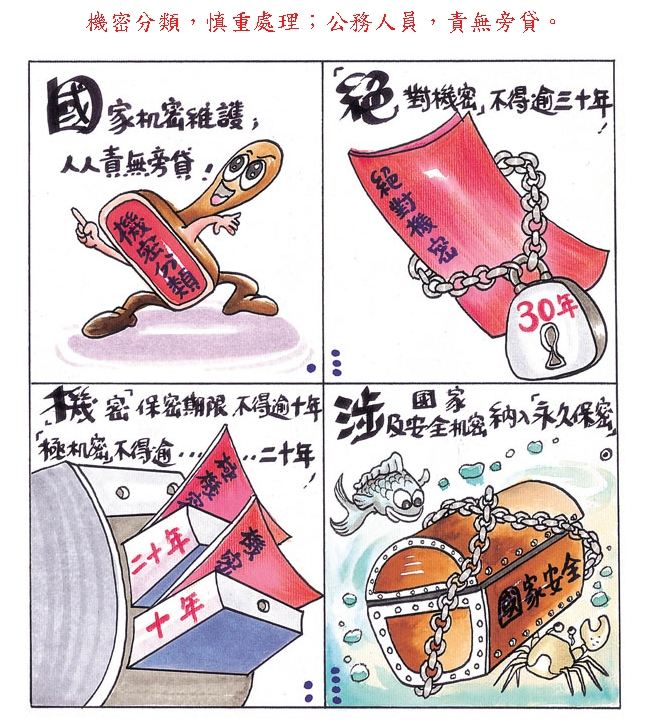 機密分類，慎重處理；公務人員，責無旁貸。
國家机密維護；
人人責無旁貸！
機密分類
「絕對機密」不得逾三十年！
絕對機密
30年
「機密」保密期限不得逾十年
「極机密」不得逾……二十年！
極機密
機密
二十年
十年
涉及國家安全机密納入「永久保密」。
國家安全